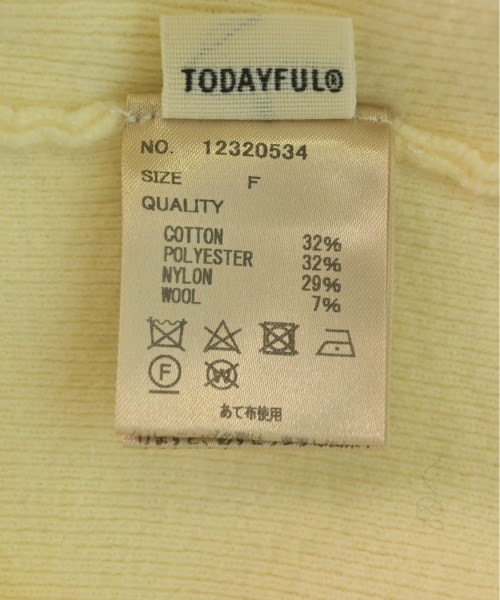 TODAYFUL®
NO. 12320534
SIZE F
QUALITY
COTTON 32%
POLYESTER 32%
NYLON 29%
WOOL 7%
F
W
あて布使用